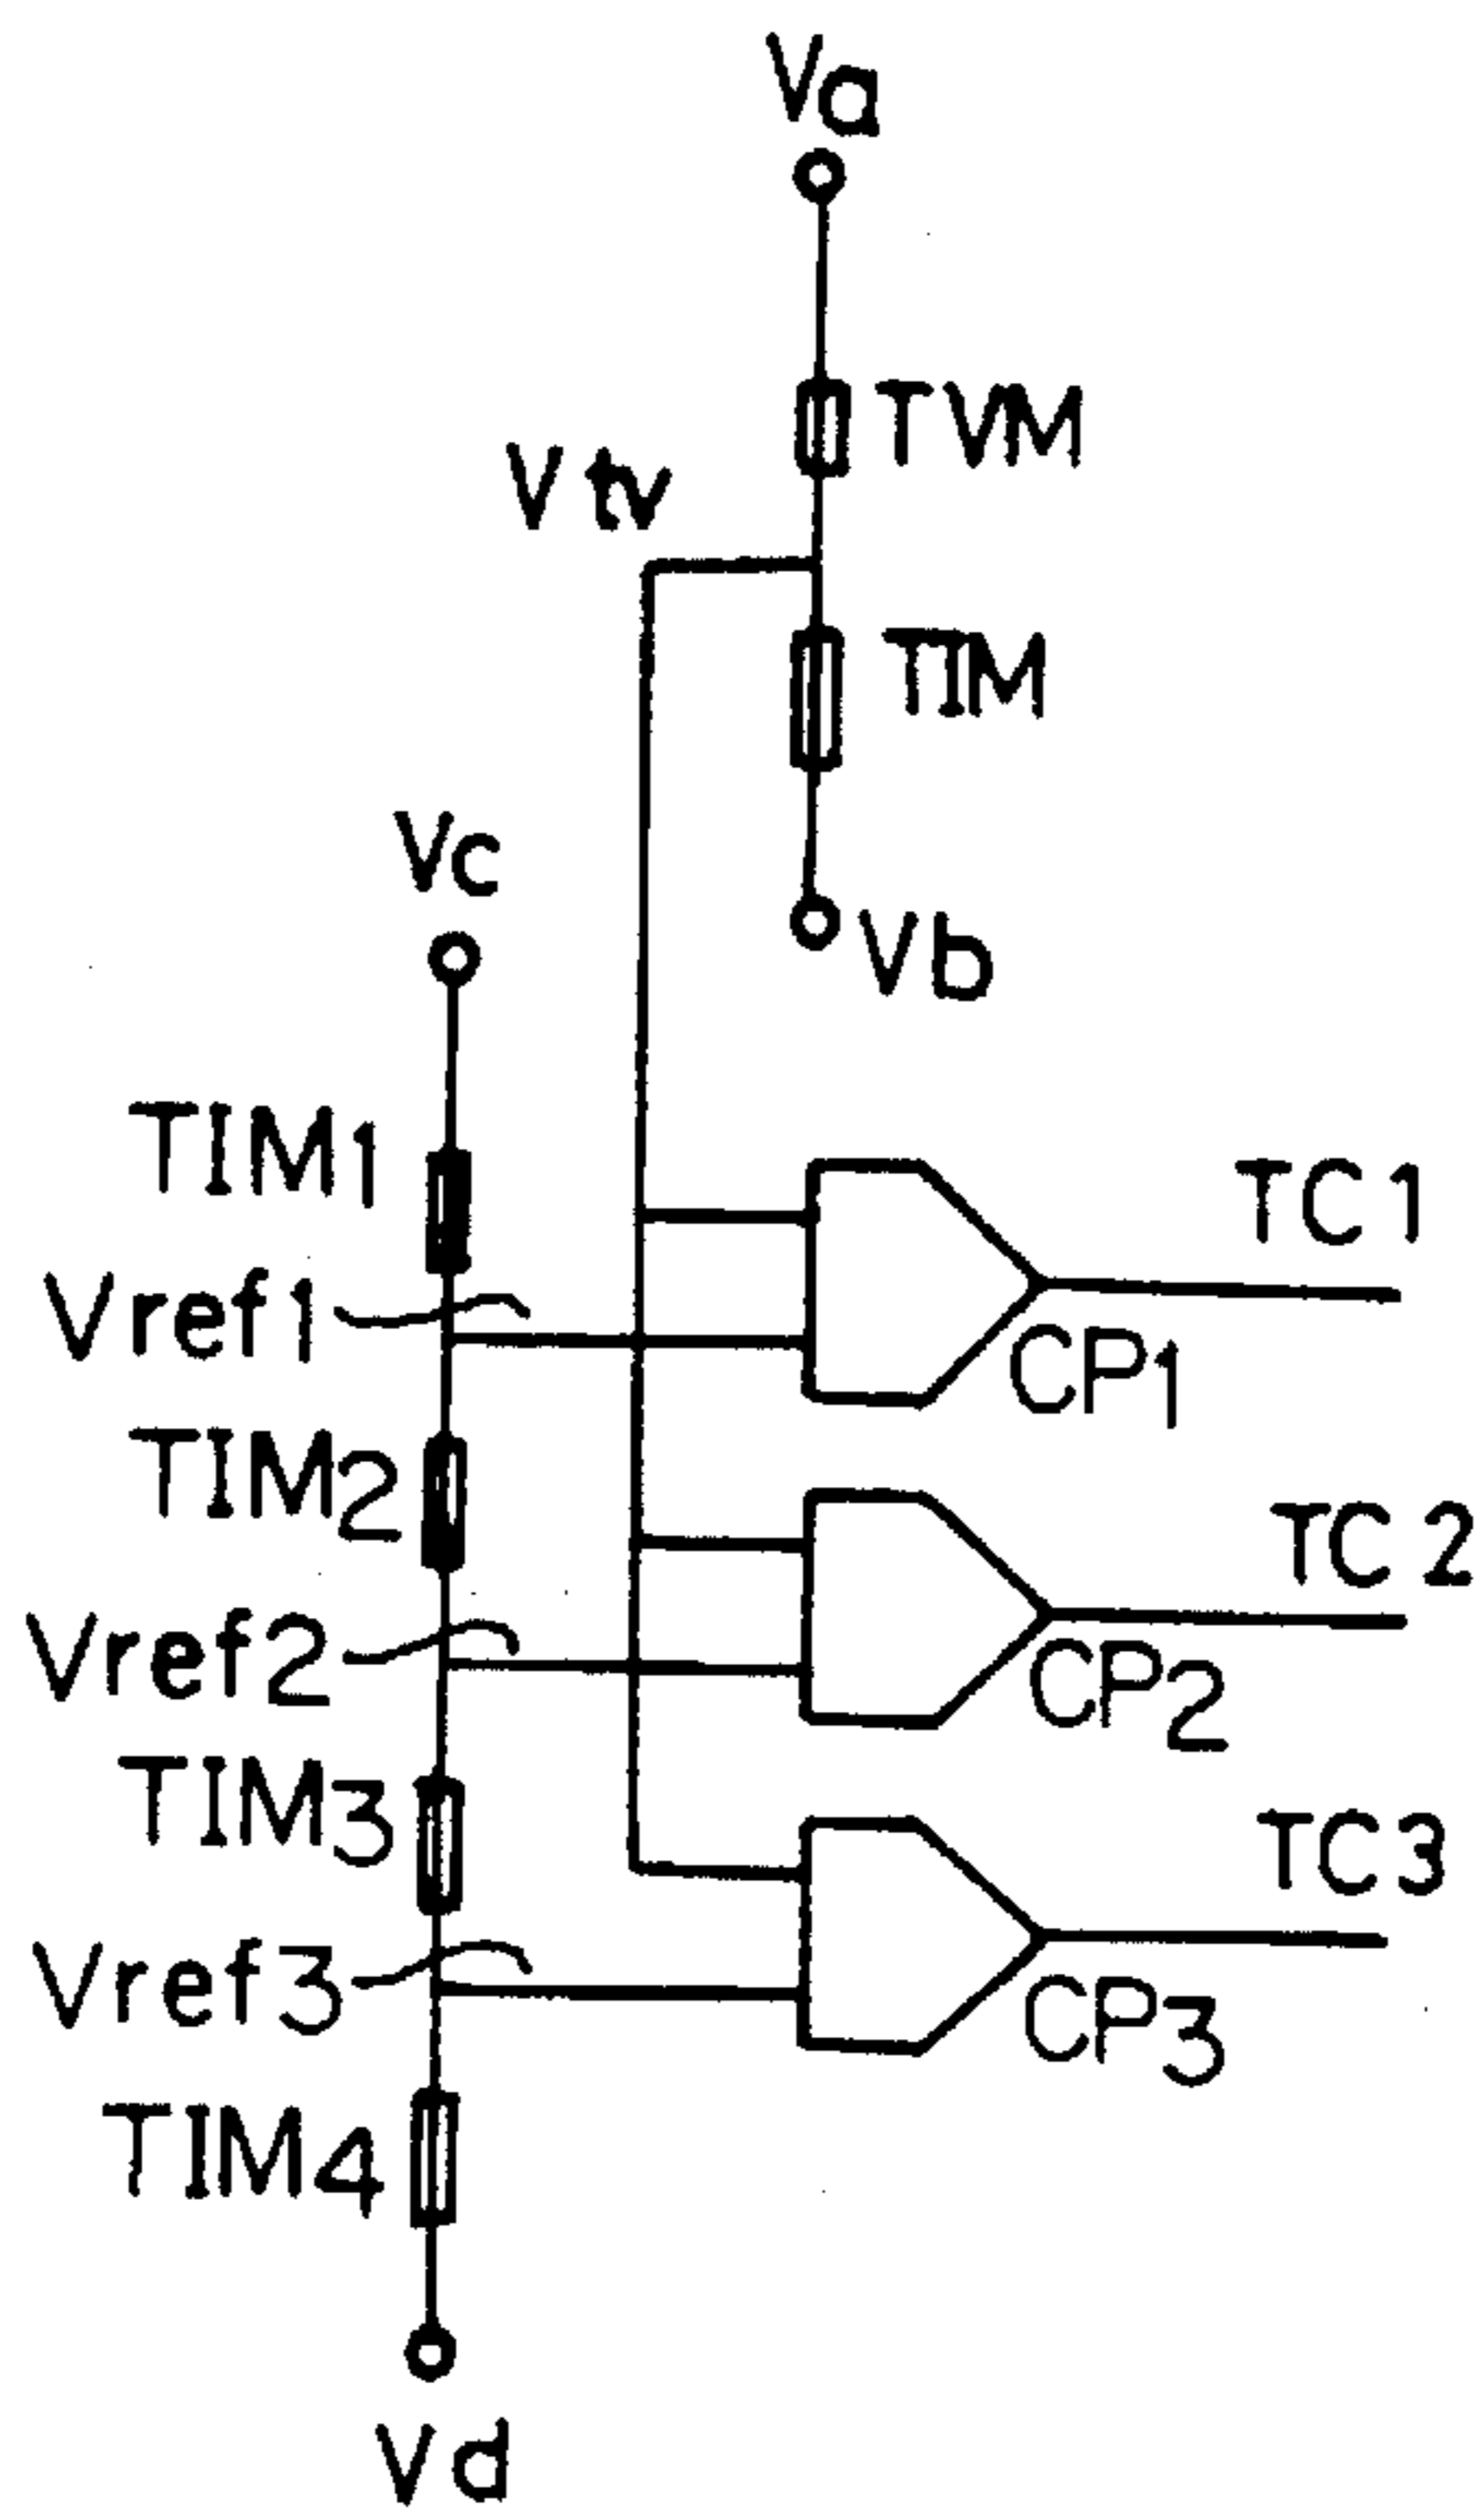 Va
TVM
Vtv
TIM
Vc
Vb
TIM1
TC1
Vref1
CP1
TIM2
TC2
Vref2
CP2
TIM3
TC3
Vref3
CP3
TIM4
Vd